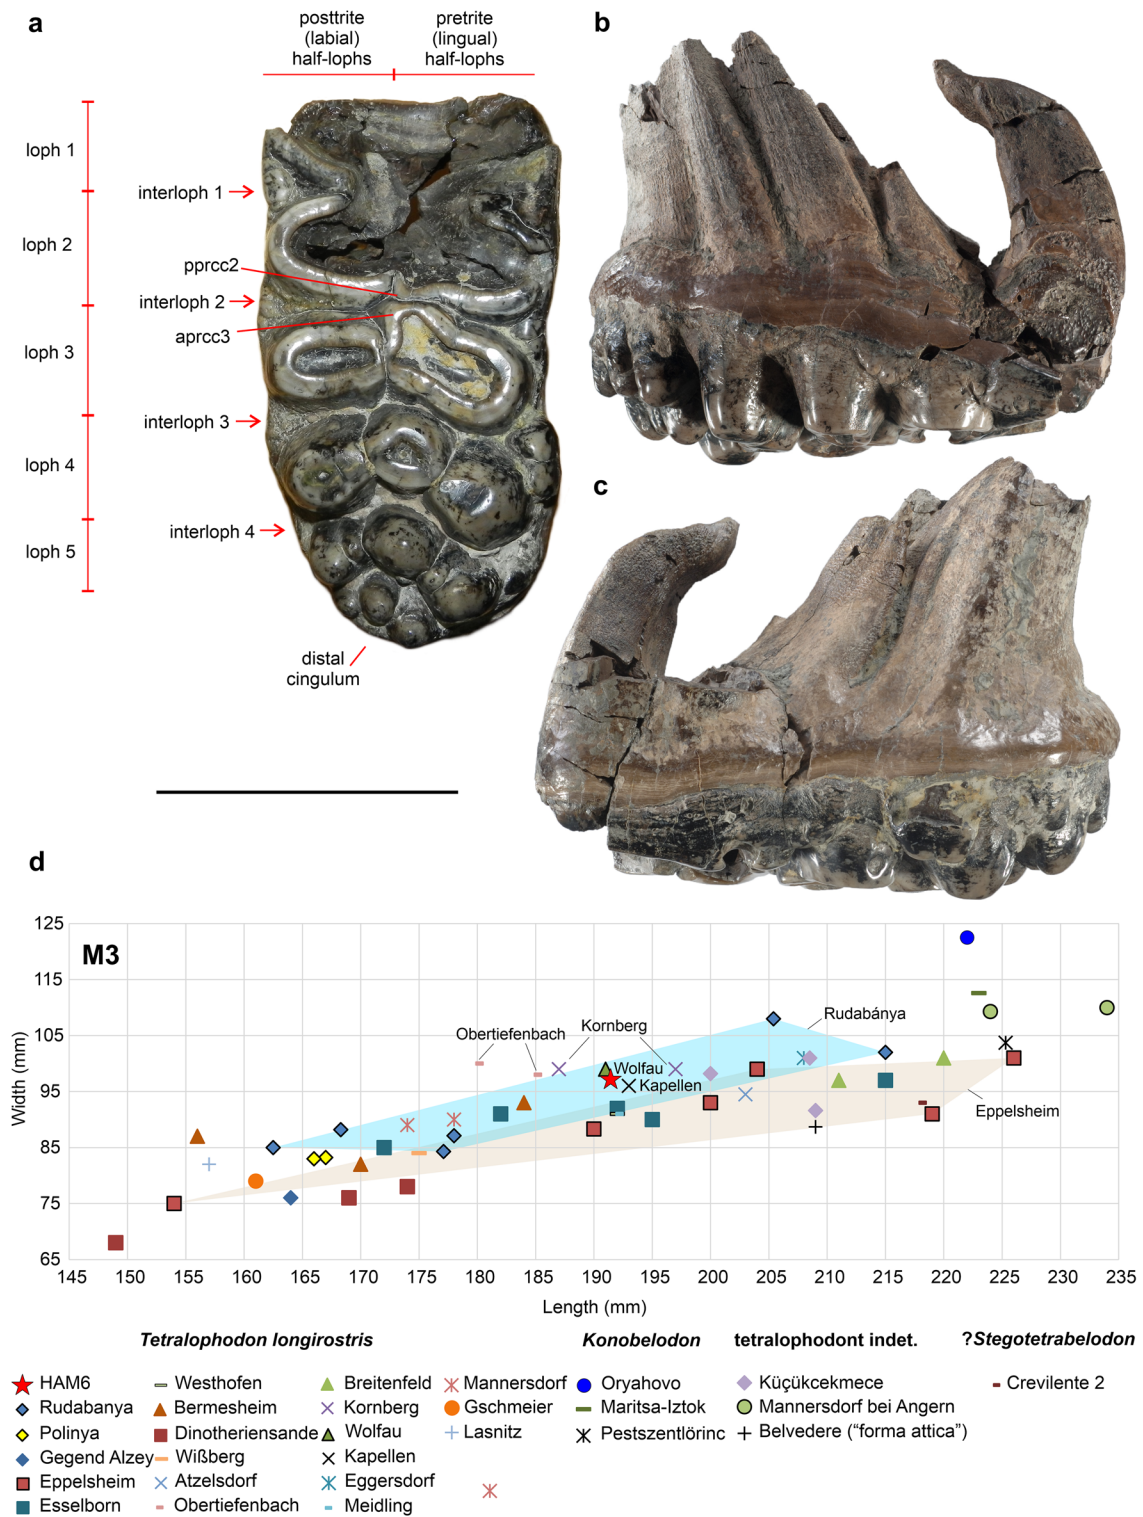 a
posttrite
(labial)
half-lophs
pretrite
(lingual)
half-lophs
b
loph 1
interloph 1
loph 2
pprcc2
interloph 2
aprcc3
loph 3
interloph 3
loph 4
interloph 4
loph 5
distal
cingulum
c
d
M3
Width (mm)
125
115
105
95
85
75
65
Obertiefenbach
Kornberg
Rudabánya
Wolfau
Kapellen
Eppelsheim
145 150 155 160 165 170 175 180 185 190 195 200 205 210 215 220 225 230 235
Length (mm)
Tetralophodon longirostris
Konobelodon
tetralophodont indet.
?Stegotetrabelodon
HAM6
Westhofen
Breitenfeld
Mannersdorf
Oryahovo
Küçükcekmece
Crevilente 2
Rudabanya
Bermesheim
Kornberg
Gschmeier
Maritsa-Iztok
Mannersdorf bei Angern
Polinya
Dinotheriensande
Wolfau
Lasnitz
Pestszentlörinc
Belvedere (“forma attica”)
Gegend Alzey
Wißberg
Kapellen
Eppelsheim
Atzelsdorf
Eggersdorf
Esselborn
Obertiefenbach
Meidling